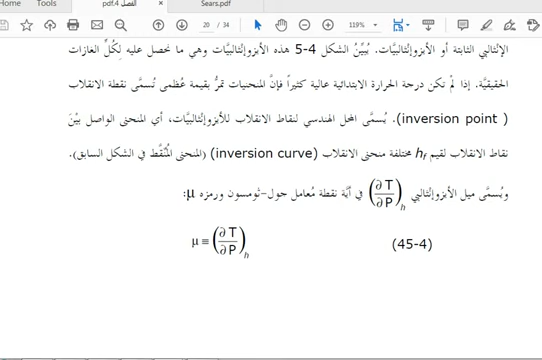 Home Tools الفصل 4.pdf × Sears.pdf
20 / 34 119%
الإنثالبي الثابتة أو الأيزوإنثالبيَّات. يُبيِّنُ الشكل 4-5 هذه الأيزوإنثالبيَّات وهي ما نحصل عليه لِكُلِّ الغازات
الحقيقيَّة. إذا لمْ تكن درجة الحرارة الابتدائية عالية كثيراً فإنَّ المنحنيات تمرُّ بقيمة عُظمى تُسمَّى نقطة الانقلاب
(inversion point ). يُسمَّى المحل الهندسي لنقاط الانقلاب للأيزوإنثالبيَّات، أي المنحنى الواصل بيْنَ
نقاط الانقلاب لقيم hf مختلفة منحنى الانقلاب (inversion curve) (المنحنى المُنَقَّط في الشكل السابق).
ويُسمَّى ميل الأيزوإنثالبي (∂T/∂P)h في أيَّة نقطة مُعامل جول-ثومسون ورمزه µ:
µ ≡ (∂T/∂P)h (45-4)